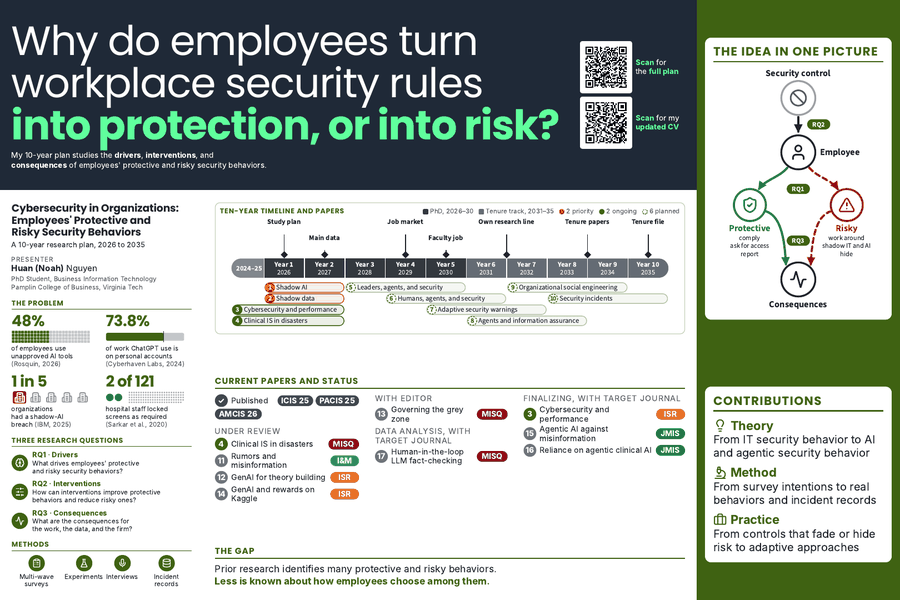 Why do employees turn
workplace security rules
into protection, or into risk?
My 10-year plan studies the drivers, interventions, and
consequences of employees' protective and risky security behaviors.
Scan for
the full plan
Scan for my
updated CV
Cybersecurity in Organizations:
Employees' Protective and
Risky Security Behaviors
A 10-year research plan, 2026 to 2035
PRESENTER
Huan (Noah) Nguyen
PhD Student, Business Information Technology
Pamplin College of Business, Virginia Tech
THE PROBLEM
48%
of employees use
unapproved AI tools
(Rosquin, 2026)
73.8%
of work ChatGPT use is
on personal accounts
(Cyberhaven Labs, 2024)
1 in 5
organizations
had a shadow-AI
breach (IBM, 2025)
2 of 121
hospital staff locked
screens as required
(Sarkar et al., 2020)
THREE RESEARCH QUESTIONS
RQ1 · Drivers
What drives employees' protective
and risky security behaviors?
RQ2 · Interventions
How can interventions improve protective
behaviors and reduce risky ones?
RQ3 · Consequences
What are the consequences for
the work, the data, and the firm?
METHODS
Multi-wave
surveys
Experiments
Interviews
Incident
records
TEN-YEAR TIMELINE AND PAPERS
PhD, 2026–30
Tenure track, 2031–35
2 priority
2 ongoing
6 planned
Study plan
Job market
Own research line
Tenure papers
Tenure file
Main data
Faculty job
2024–25
Year 1
2026
Year 2
2027
Year 3
2028
Year 4
2029
Year 5
2030
Year 6
2031
Year 7
2032
Year 8
2033
Year 9
2034
Year 10
2035
1 Shadow AI
5 Leaders, agents, and security
9 Organizational social engineering
2 Shadow data
6 Humans, agents, and security
10 Security incidents
3 Cybersecurity and performance
7 Adaptive security warnings
4 Clinical IS in disasters
8 Agents and information assurance
CURRENT PAPERS AND STATUS
Published
ICIS 25
PACIS 25
AMCIS 26
UNDER REVIEW
4 Clinical IS in disasters
MISQ
11 Rumors and
misinformation
I&M
12 GenAI for theory building
ISR
14 GenAI and rewards on
Kaggle
ISR
WITH EDITOR
13 Governing the grey
zone
MISQ
DATA ANALYSIS, WITH
TARGET JOURNAL
17 Human-in-the-loop
LLM fact-checking
MISQ
FINALIZING, WITH TARGET JOURNAL
3 Cybersecurity and
performance
ISR
15 Agentic AI against
misinformation
JMIS
16 Reliance on agentic clinical AI
JMIS
THE GAP
Prior research identifies many protective and risky behaviors.
Less is known about how employees choose among them.
THE IDEA IN ONE PICTURE
Security control
RQ2
Employee
RQ1
Protective
comply
ask for access
report
Risky
work around
shadow IT and AI
hide
RQ3
Consequences
CONTRIBUTIONS
Theory
From IT security behavior to AI
and agentic security behavior
Method
From survey intentions to real
behaviors and incident records
Practice
From controls that fade or hide
risk to adaptive approaches